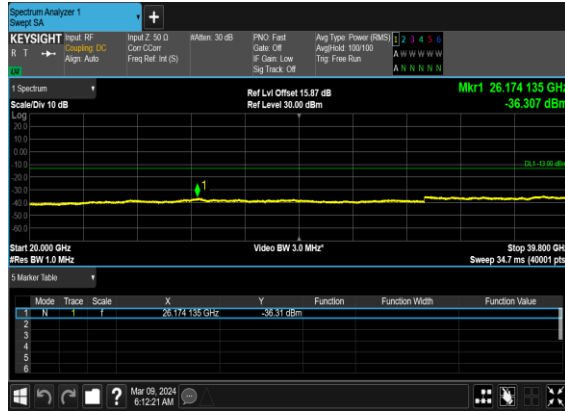 Spectrum Analyzer 1
Swept SA
+
KEYSIGHT Input: RF Input Z: 50 Ω #Atten: 30 dB PNO: Fast Avg Type: Power (RMS) 1 2 3 4 5 6
R T Coupling: DC Corr CCorr Gate: Off Avg|Hold: 100/100 A W W W W W
Align: Auto Freq Ref: Int (S) IF Gain: Low Trig: Free Run
Sig Track: Off A N N N N N
1 Spectrum Ref Lvl Offset 15.87 dB Mkr1 26.174 135 GHz
Scale/Div 10 dB Ref Level 30.00 dBm -36.307 dBm
Log
20.0
10.0
0.00
-10.0
DL1 -13.00 dBm
-20.0
1
-30.0
-40.0
-50.0
-60.0
Start 20.000 GHz Video BW 3.0 MHz* Stop 39.800 GHz
#Res BW 1.0 MHz Sweep 34.7 ms (40001 pts)
5 Marker Table
Mode Trace Scale X Y Function Function Width Function Value
1 N 1 f 26.174 135 GHz -36.31 dBm
2
3
4
5
6
? Mar 09, 2024
6:12:21 AM